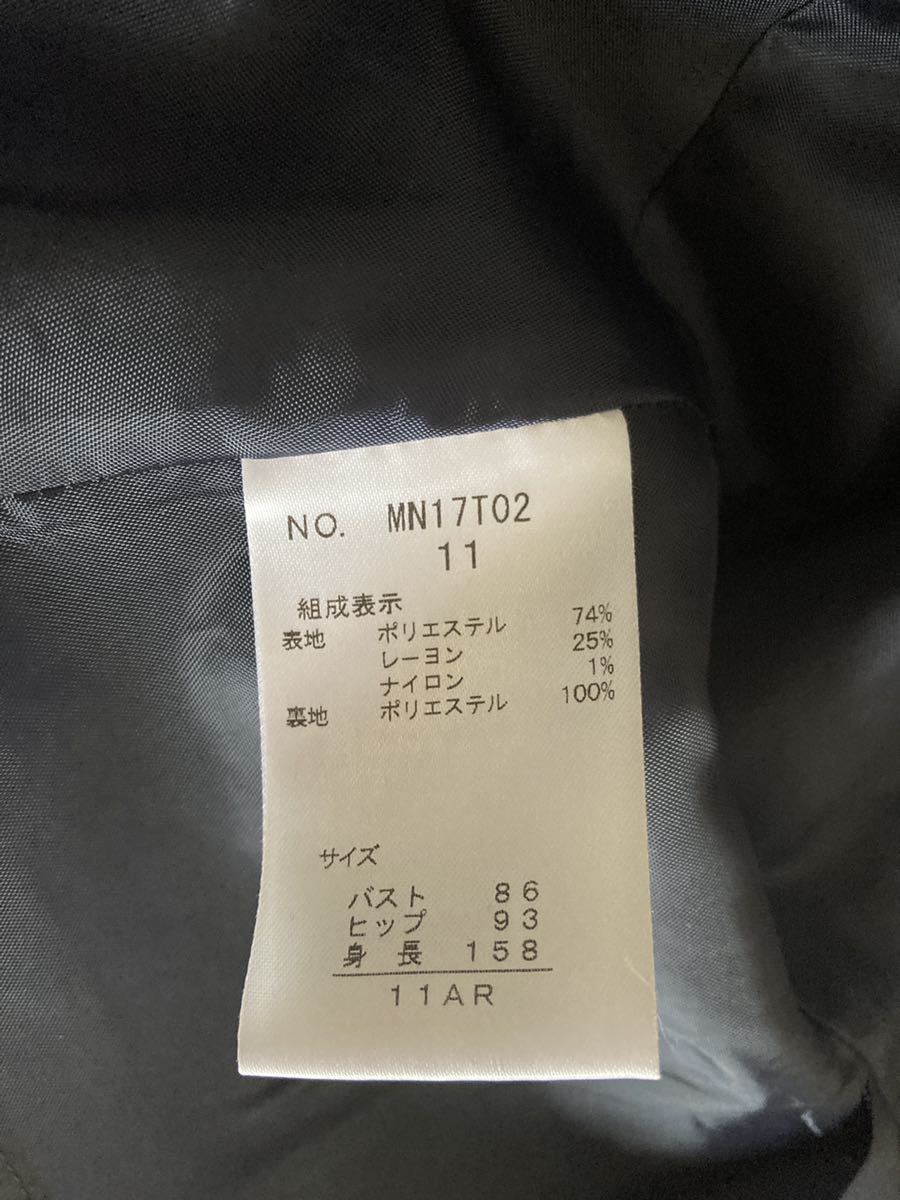 NO. MN17T02
11
組成表示
表地 ポリエステル 74%
レーヨン 25%
ナイロン 1%
裏地 ポリエステル 100%
サイズ
バスト 86
ヒップ 93
身長 158
11AR